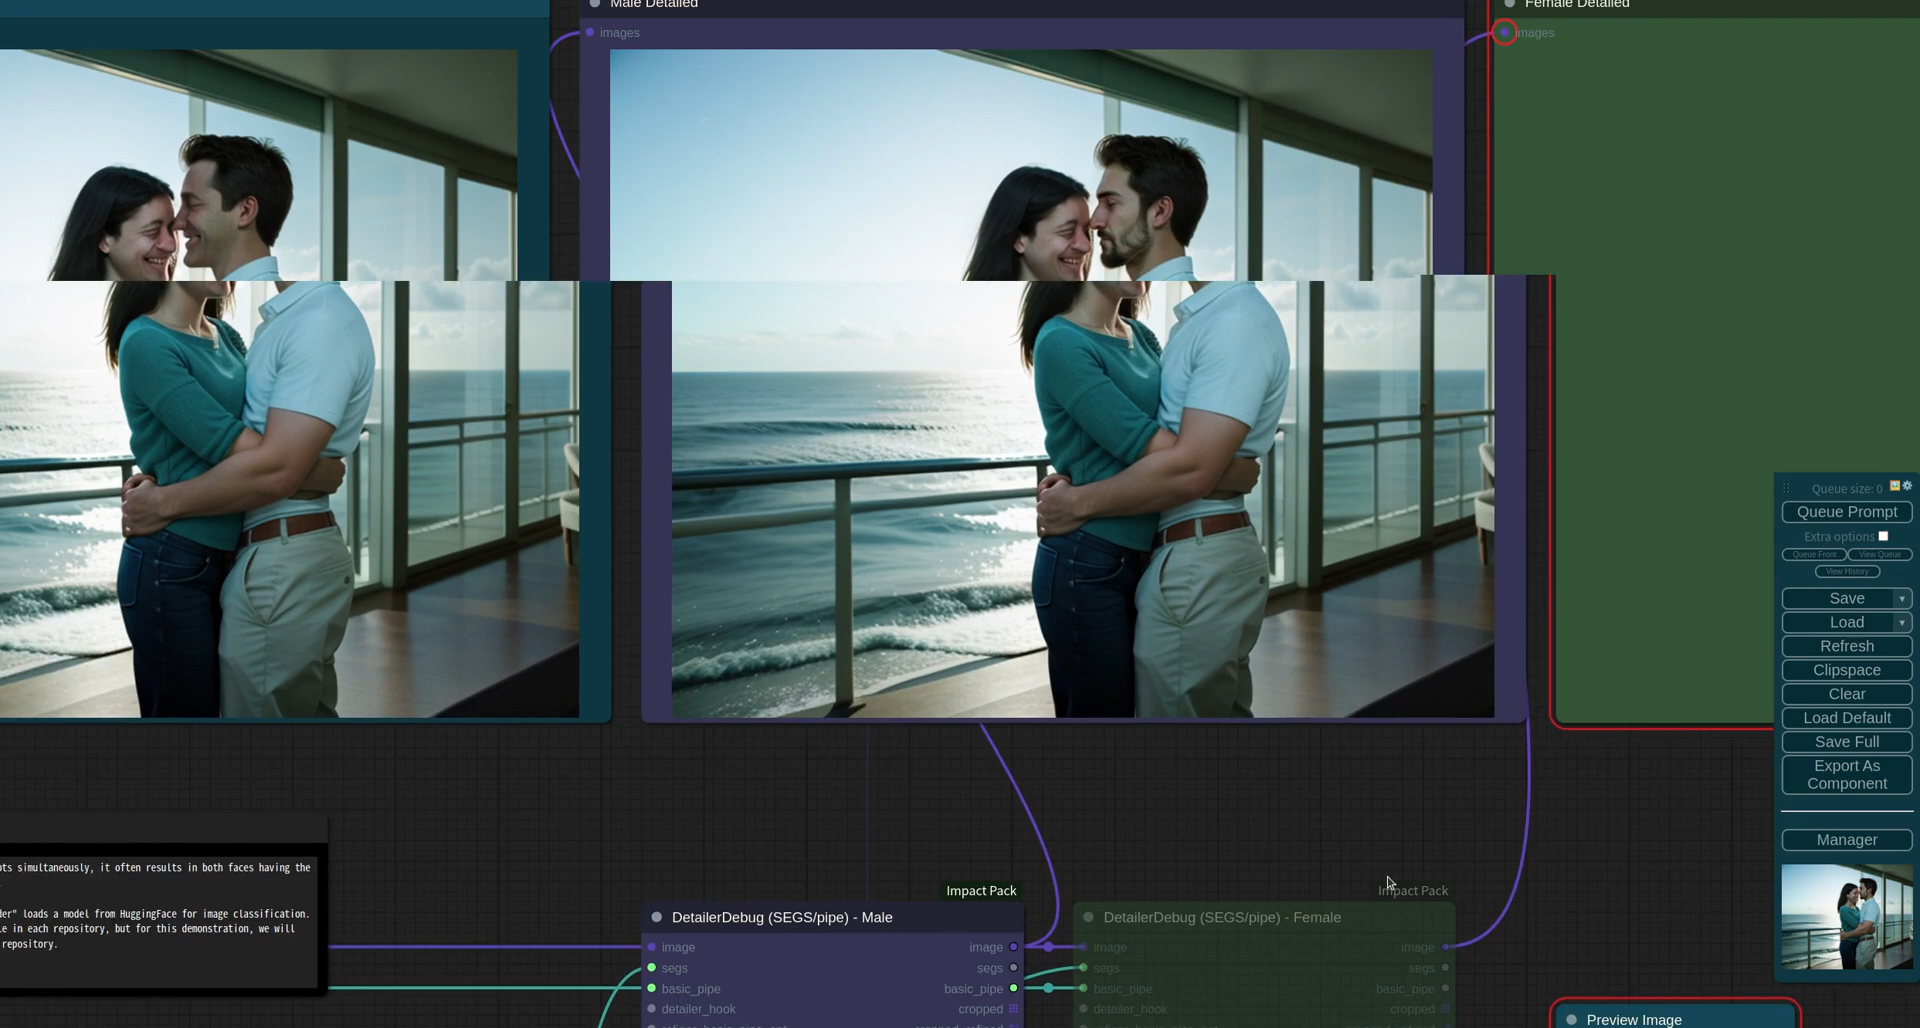 Male Detailed
Female Detailed
images
images
Queue size: 0
Queue Prompt
Extra options
Queue Front
View Queue
View History
Save
Load
Refresh
Clipspace
Clear
Load Default
Save Full
Export As
Component
Manager
simultaneously, it often results in both faces having the
loads a model from HuggingFace for image classification.
in each repository, but for this demonstration, we will
repository.
Impact Pack
Impact Pack
DetailerDebug (SEGS/pipe) - Male
DetailerDebug (SEGS/pipe) - Female
image
image
image
image
segs
segs
segs
segs
basic_pipe
basic_pipe
basic_pipe
basic_pipe
detailer_hook
cropped
detailer_hook
cropped
Preview Image